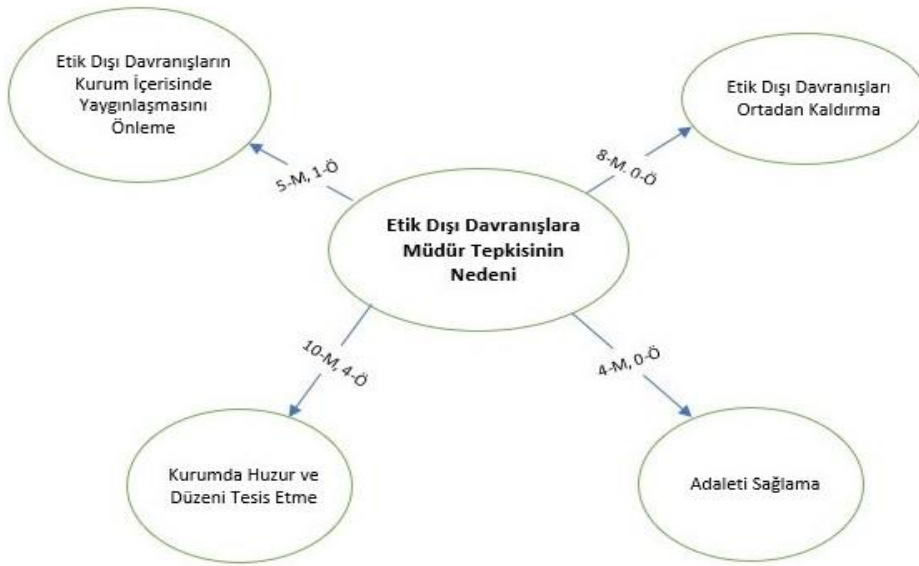 Etik Dışı Davranışların
Kurum İçerisinde
Yaygınlaşmasını
Önleme
Etik Dışı Davranışları
Ortadan Kaldırma
5-M, 1-Ö
8-M. 0-Ö
Etik Dışı Davranışlara
Müdür Tepkisinin
Nedeni
10-M, 4-Ö
4-M, 0-Ö
Kurumda Huzur ve
Düzeni Tesis Etme
Adaleti Sağlama